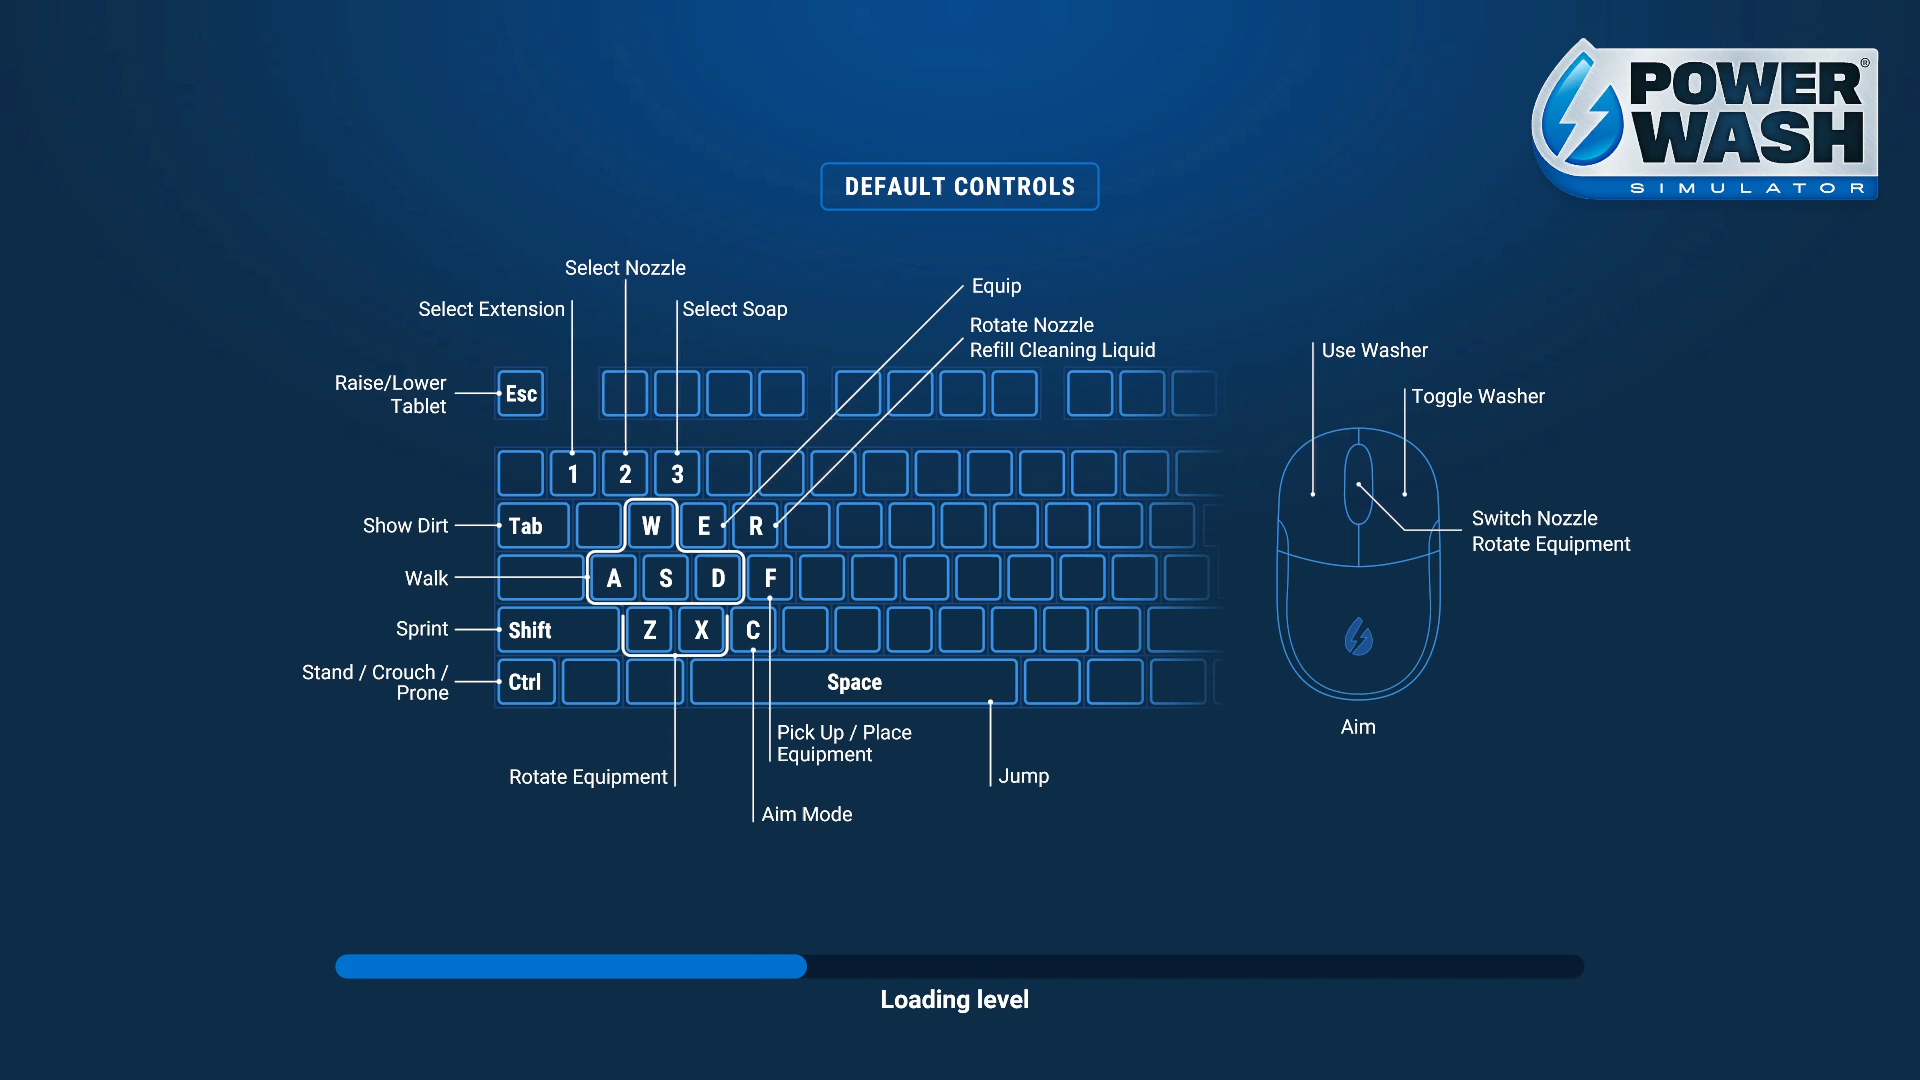 POWER®
WASH
SIMULATOR
DEFAULT CONTROLS
Select Nozzle
Select Extension
Select Soap
Equip
Rotate Nozzle
Refill Cleaning Liquid
Raise/Lower
Tablet
Esc
1 2 3
Show Dirt
Tab W E R
Walk
A S D F
Sprint
Shift Z X C
Stand / Crouch /
Prone
Ctrl Space
Pick Up / Place
Equipment
Rotate Equipment
Jump
Aim Mode
Use Washer
Toggle Washer
Switch Nozzle
Rotate Equipment
Aim
Loading level